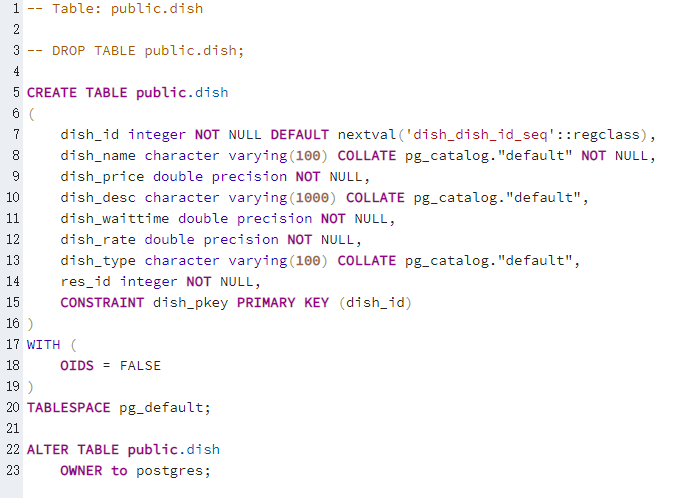 1 -- Table: public.dish
2
3 -- DROP TABLE public.dish;
4
5 CREATE TABLE public.dish
6 (
7     dish_id integer NOT NULL DEFAULT nextval('dish_dish_id_seq'::regclass),
8     dish_name character varying(100) COLLATE pg_catalog."default" NOT NULL,
9     dish_price double precision NOT NULL,
10     dish_desc character varying(1000) COLLATE pg_catalog."default",
11     dish_waittime double precision NOT NULL,
12     dish_rate double precision NOT NULL,
13     dish_type character varying(100) COLLATE pg_catalog."default",
14     res_id integer NOT NULL,
15     CONSTRAINT dish_pkey PRIMARY KEY (dish_id)
16 )
17 WITH (
18     OIDS = FALSE
19 )
20 TABLESPACE pg_default;
21
22 ALTER TABLE public.dish
23     OWNER to postgres;